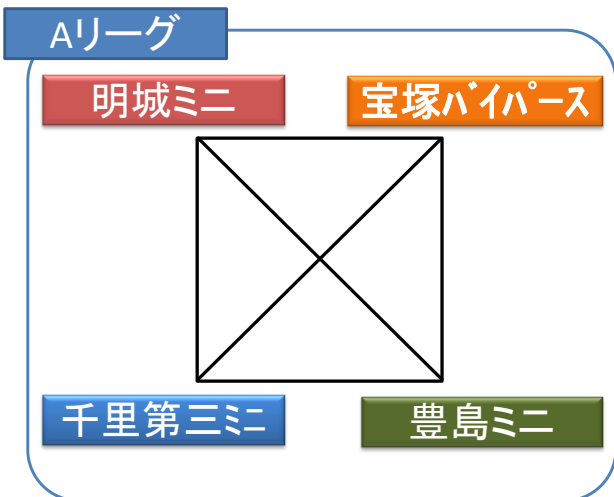 Aリーグ
明城ミニ
宝塚ﾊﾞｲﾊﾟｰｽ
千里第三ﾐﾆ
豊島ミニ